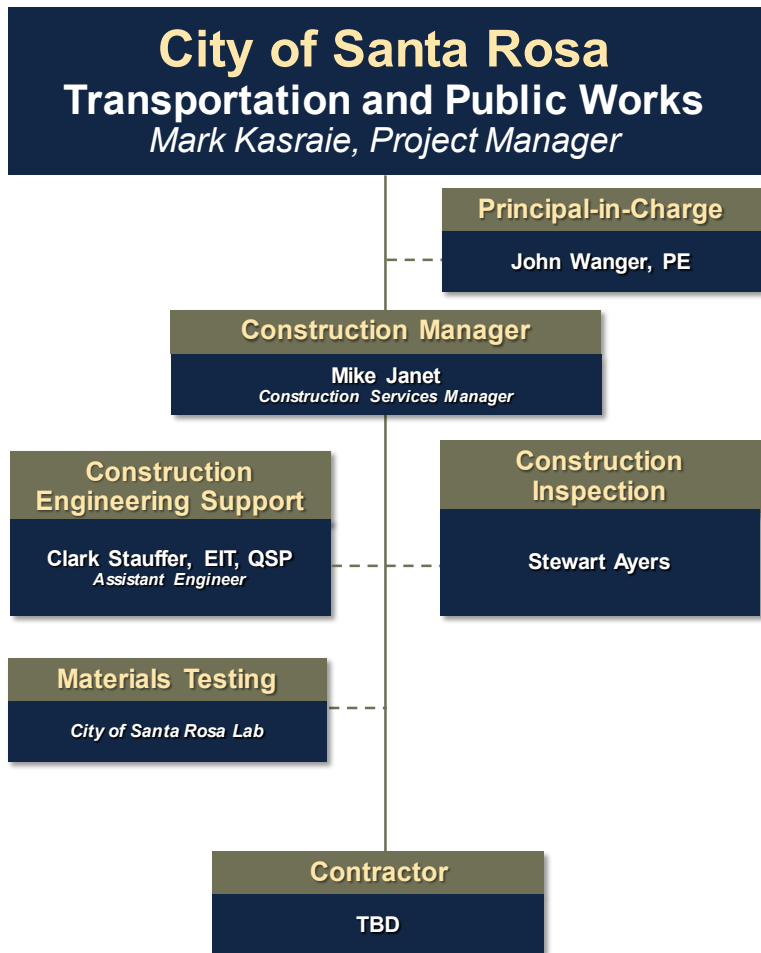 City of Santa Rosa
Transportation and Public Works
Mark Kasraie, Project Manager
Principal-in-Charge
John Wanger, PE
Construction Manager
Mike Janet
Construction Services Manager
Construction
Engineering Support
Clark Stauffer, EIT, QSP
Assistant Engineer
Construction
Inspection
Stewart Ayers
Materials Testing
City of Santa Rosa Lab
Contractor
TBD